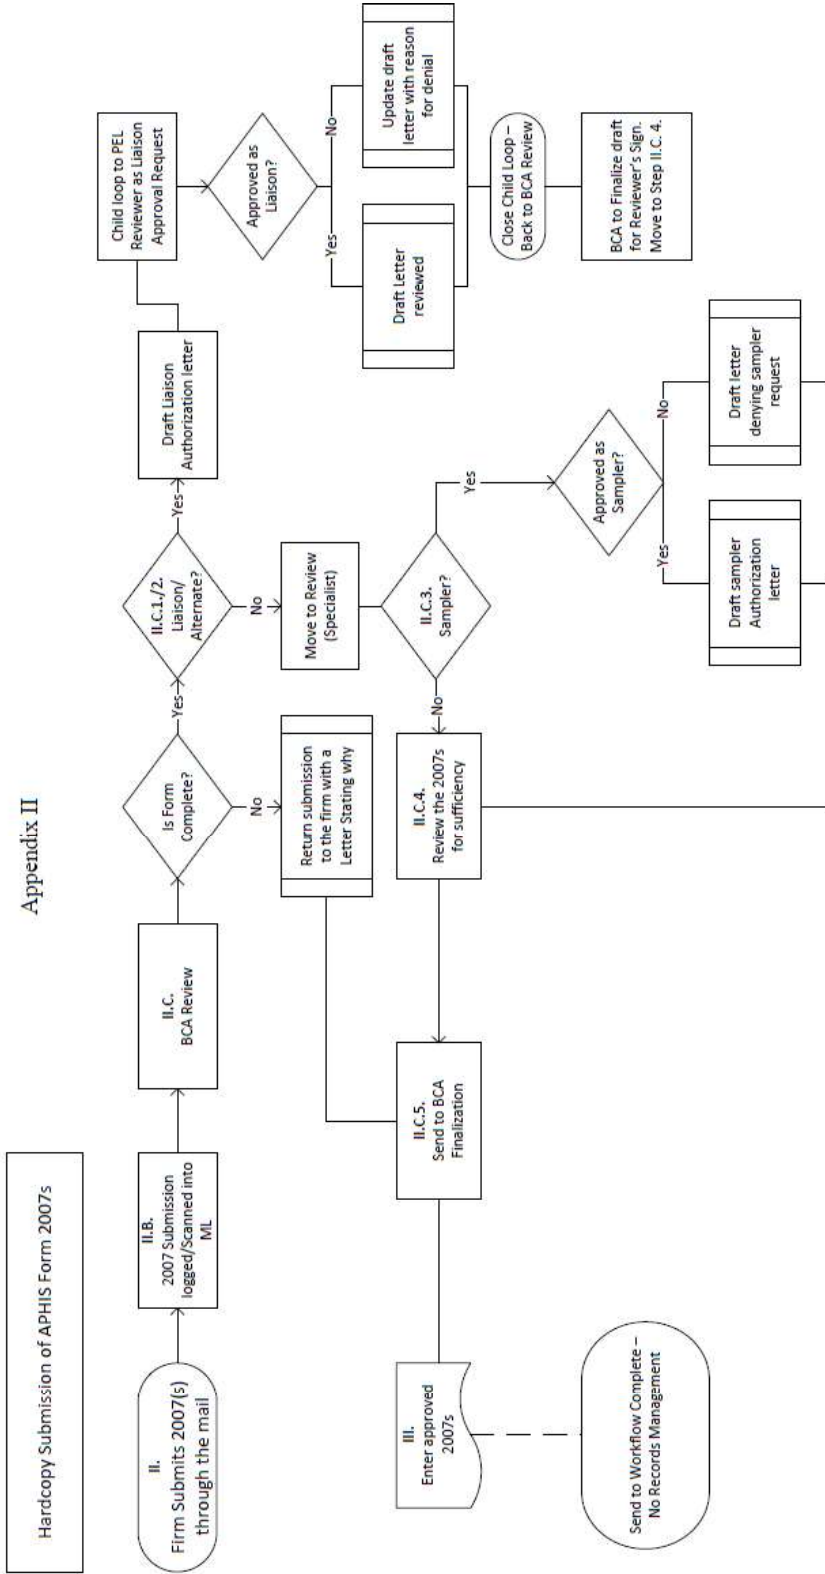 Appendix II
Hardcopy Submission of APHIS Form 2007s
II.
Firm Submits 2007(s)
through the mail
II.B.
2007 Submission
logged/Scanned into
ML
II.C.
BCA Review
Is Form
Complete?
Yes
No
II.C.1./2.
Liaison/
Alternate?
Yes
No
Draft Liaison
Authorization letter
Child loop to PEL
Reviewer as Liaison
Approval Request
Approved as
Liaison?
Yes
No
Draft Letter
reviewed
Update draft
letter with reason
for denial
Close Child Loop –
Back to BCA Review
BCA to Finalize draft
for Reviewer's Sign.
Move to Step II.C. 4.
Return submission
to the firm with a
Letter Stating why
Move to Review
(Specialist)
II.C.3.
Sampler?
No
Yes
Approved as
Sampler?
Yes
No
Draft sampler
Authorization
letter
Draft letter
denying sampler
request
II.C.4.
Review the 2007s
for sufficiency
II.C.5.
Send to BCA
Finalization
III.
Enter approved
2007s
Send to Workflow Complete –
No Records Management